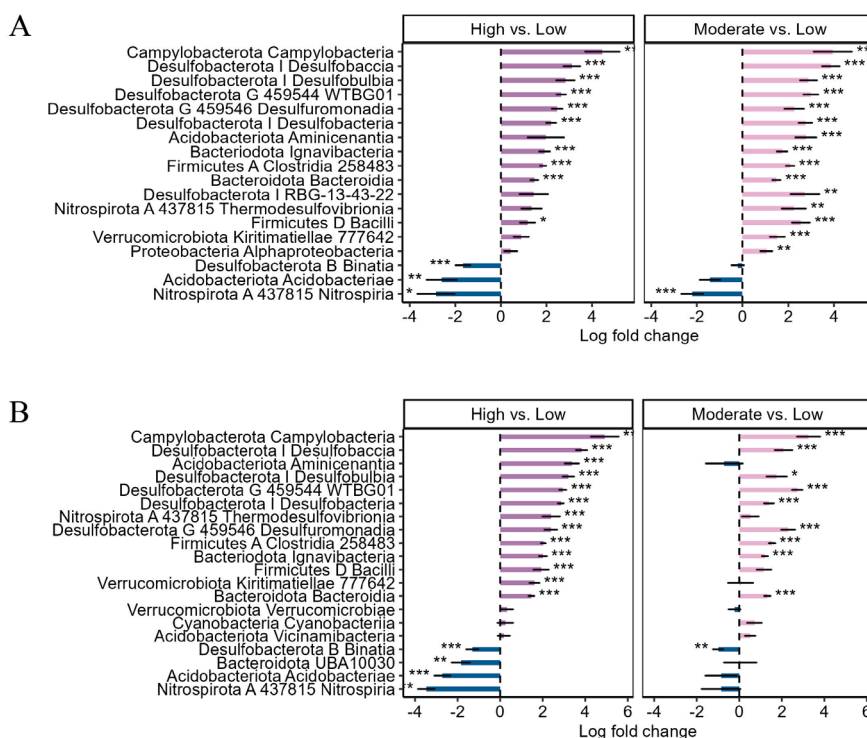 A
High vs. Low
Moderate vs. Low
Campylobacterota Campylobacteria
**
**
Desulfobacterota I Desulfobaccia
***
***
Desulfobacterota I Desulfobulbia
***
***
Desulfobacterota G 459544 WTBG01
***
***
Desulfobacterota G 459546 Desulfuromonadia
***
***
Desulfobacterota I Desulfobacteria
***
***
Acidobacteriota Aminicenantia
***
Bacteriodota Ignavibacteria
***
***
Firmicutes A Clostridia 258483
***
***
Bacteroidota Bacteroidia
***
***
Desulfobacterota I RBG-13-43-22
**
Nitrospirota A 437815 Thermodesulfovibrionia
**
Firmicutes D Bacilli
*
***
Verrucomicrobiota Kiritimatiellae 777642
***
Proteobacteria Alphaproteobacteria
**
Desulfobacterota B Binatia
***
Acidobacteriota Acidobacteriae
**
Nitrospirota A 437815 Nitrospiria
*
***
-4 -2 0 2 4
-4 -2 0 2 4
Log fold change
B
High vs. Low
Moderate vs. Low
Campylobacterota Campylobacteria
**
***
Desulfobacterota I Desulfobaccia
***
***
Acidobacteriota Aminicenantia
***
Desulfobacterota I Desulfobulbia
***
*
Desulfobacterota G 459544 WTBG01
***
***
Desulfobacterota I Desulfobacteria
***
***
Nitrospirota A 437815 Thermodesulfovibrionia
***
Desulfobacterota G 459546 Desulfuromonadia
***
***
Firmicutes A Clostridia 258483
***
***
Bacteriodota Ignavibacteria
***
***
Firmicutes D Bacilli
***
Verrucomicrobiota Kiritimatiellae 777642
***
Bacteroidota Bacteroidia
***
***
Verrucomicrobiota Verrucomicrobiae
Cyanobacteria Cyanobacteriia
Acidobacteriota Vicinamibacteria
Desulfobacterota B Binatia
***
**
Bacteroidota UBA10030
**
Acidobacteriota Acidobacteriae
***
Nitrospirota A 437815 Nitrospiria
*
-4 -2 0 2 4 6
-4 -2 0 2 4 6
Log fold change